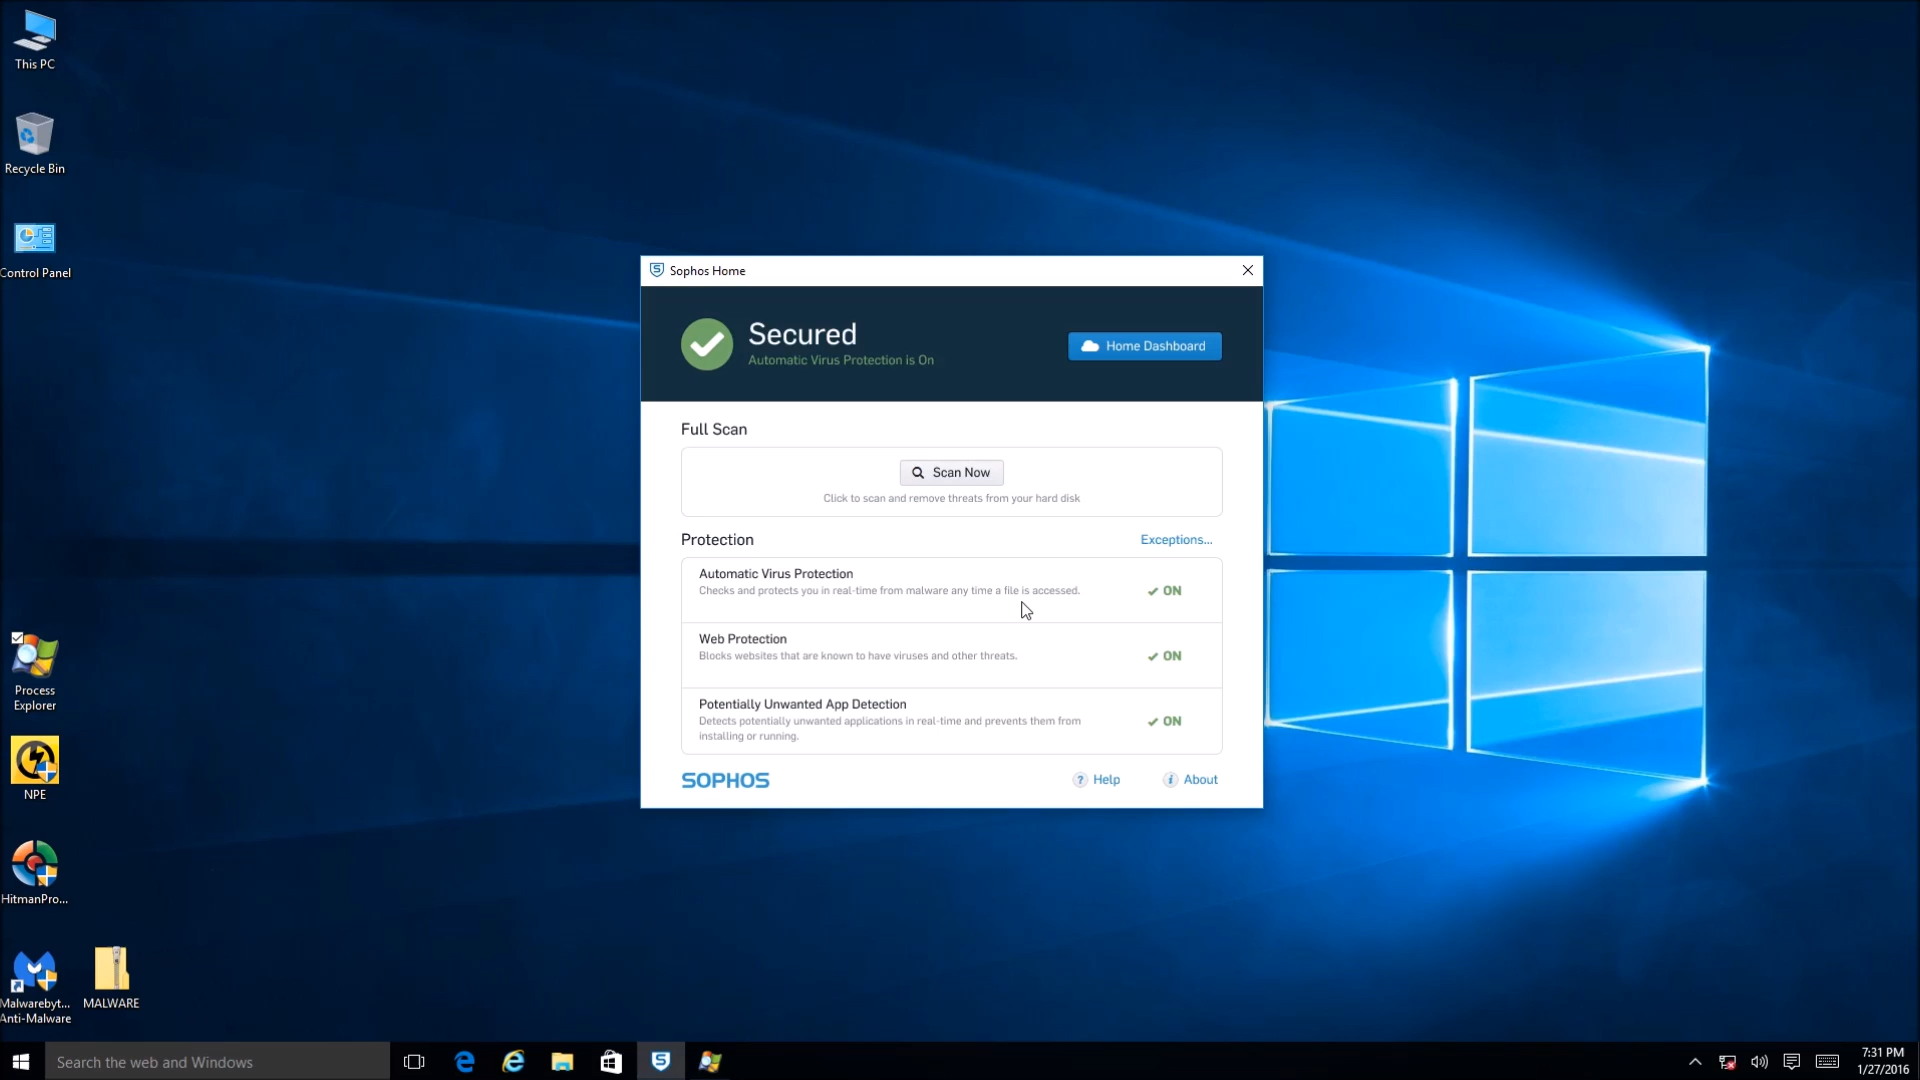 This PC
Recycle Bin
Control Panel
Process
Explorer
NPE
HitmanPro...
Malwarebyt...
Anti-Malware
MALWARE
Sophos Home
Secured
Automatic Virus Protection is On
Home Dashboard
Full Scan
Scan Now
Click to scan and remove threats from your hard disk
Protection
Exceptions...
Automatic Virus Protection
Checks and protects you in real-time from malware any time a file is accessed.
ON
Web Protection
Blocks websites that are known to have viruses and other threats.
ON
Potentially Unwanted App Detection
Detects potentially unwanted applications in real-time and prevents them from
installing or running.
ON
SOPHOS
? Help
i About
Search the web and Windows
7:31 PM
1/27/2016